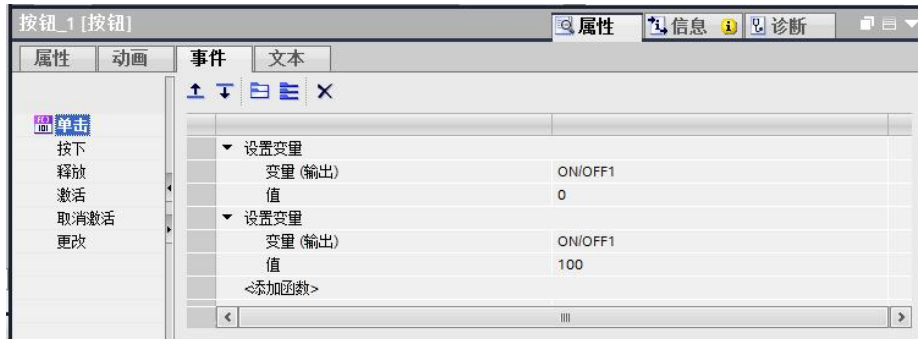 按钮_1 [按钮]
属性 信息 诊断
属性 动画 事件 文本
单击
按下
释放
激活
取消激活
更改
设置变量
变量 (输出) ON/OFF1
值 0
设置变量
变量 (输出) ON/OFF1
值 100
<添加函数>